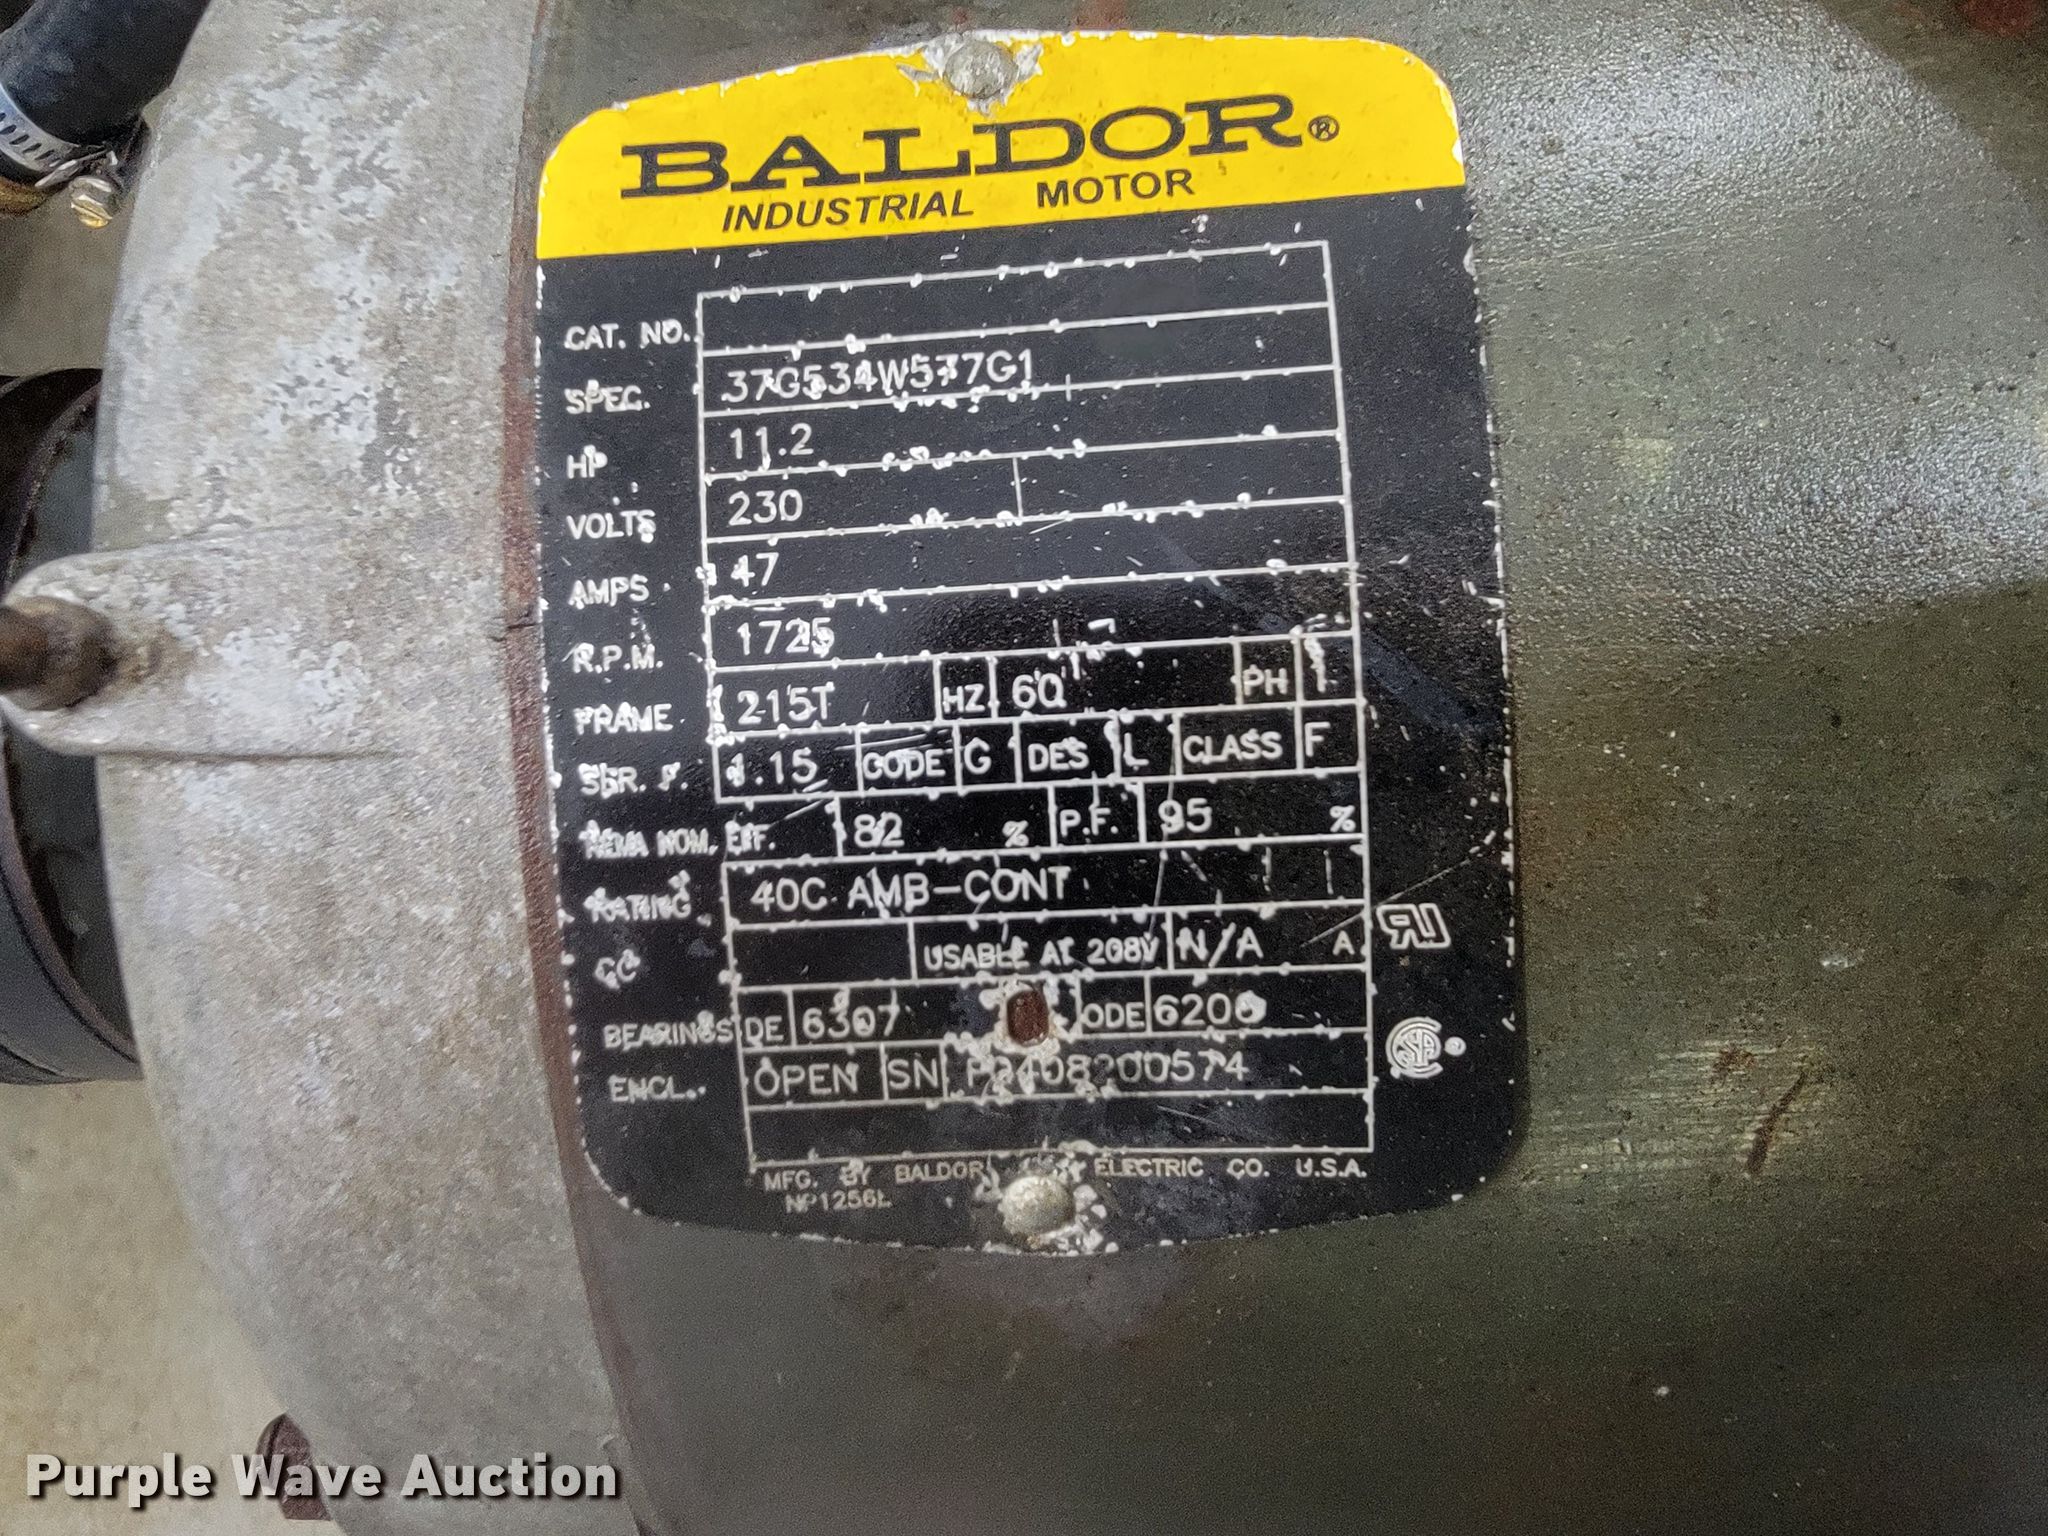 BALDOR®
INDUSTRIAL MOTOR
CAT. NO.
SPEC. 37G534W577G1
HP 11.2
VOLTS 230
AMPS 47
R.P.M. 1725
FRAME 215T HZ 60 PH 1
SER. F. 1.15 CODE G DES L CLASS F
NEMA NOM. EFF. 82 % P.F. 95 %
RATING 40C AMB-CONT
CC USABLE AT 208V N/A A
BEARINGS DE 6307 ODE 6206
ENCL. OPEN SN
MFG. BY BALDOR ELECTRIC CO. U.S.A.
NP1256L
Purple Wave Auction